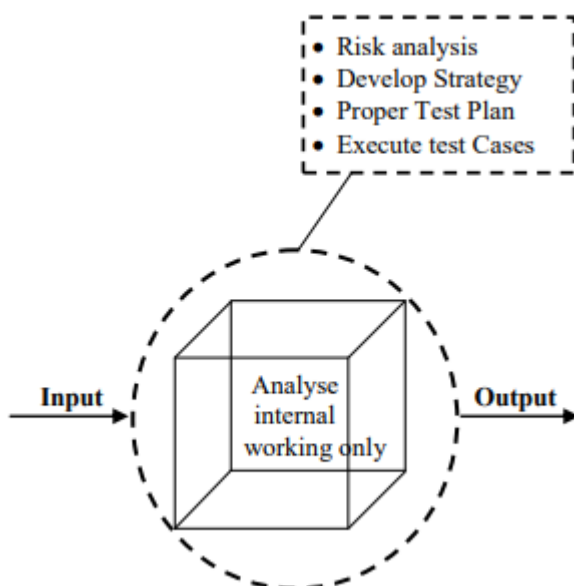 • Risk analysis
• Develop Strategy
• Proper Test Plan
• Execute test Cases
Analyse
internal
working only
Input
Output